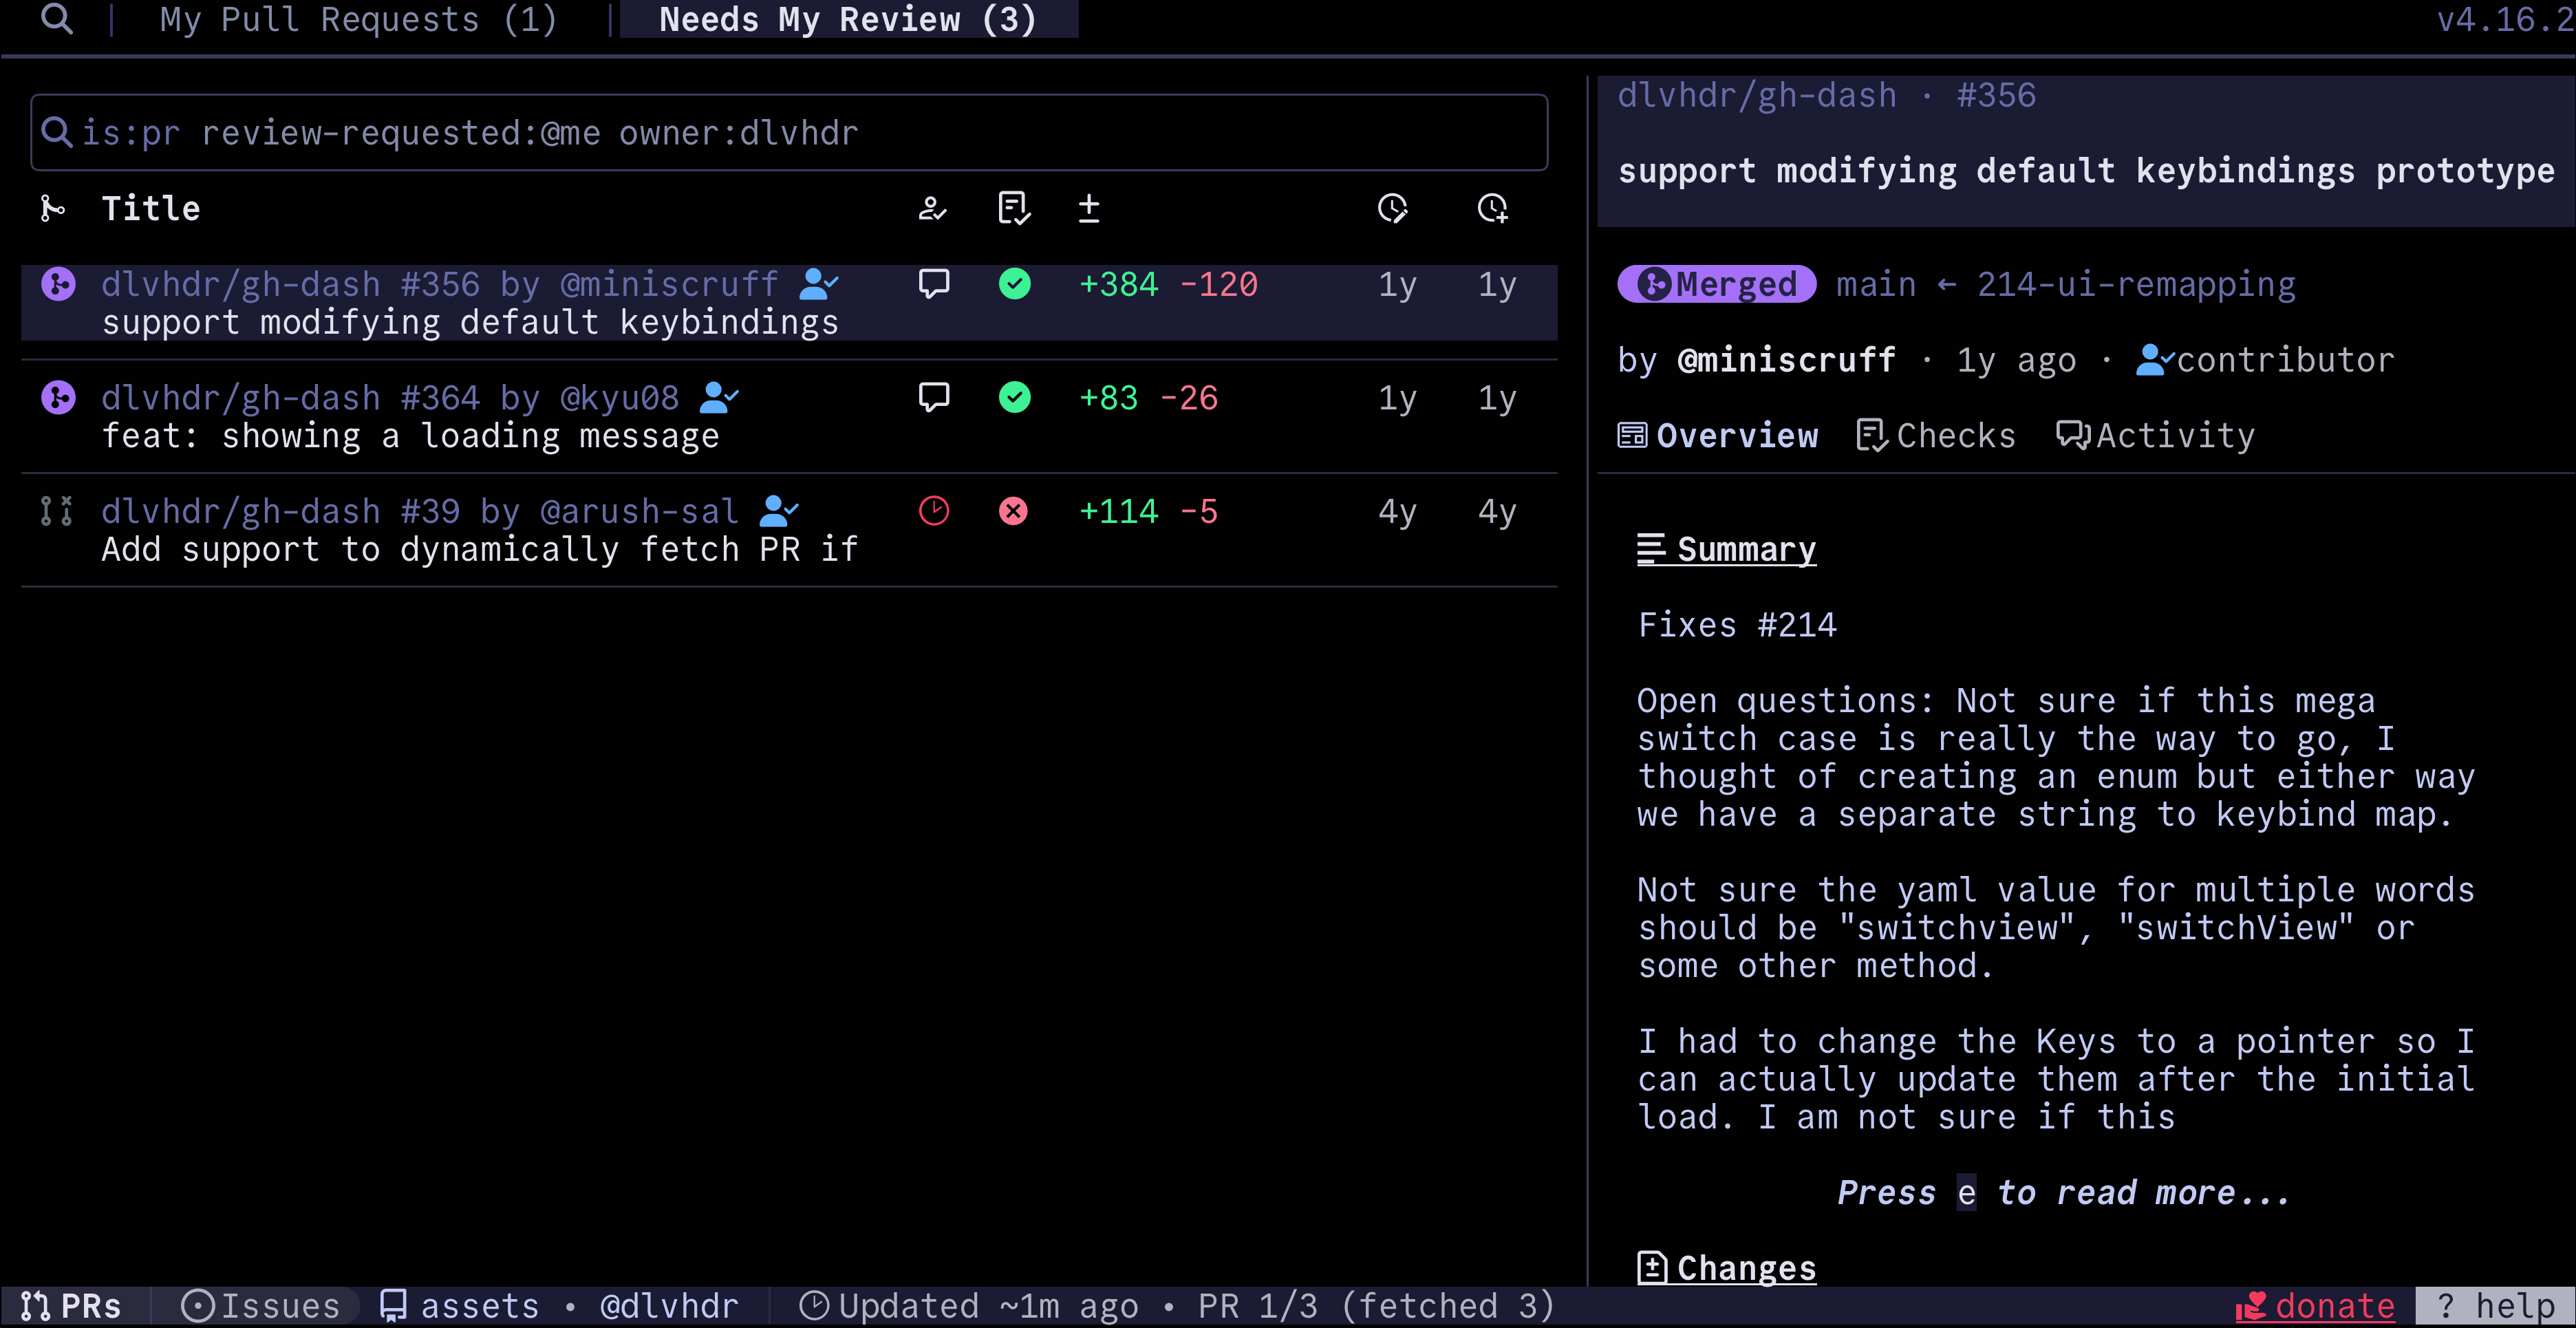 My Pull Requests (1) Needs My Review (3) v4.16.2
is:pr review-requested:@me owner:dlvhdr
Title ±
dlvhdr/gh-dash #356 by @miniscruff +384 -120 1y 1y
support modifying default keybindings
dlvhdr/gh-dash #364 by @kyu08 +83 -26 1y 1y
feat: showing a loading message
dlvhdr/gh-dash #39 by @arush-sal +114 -5 4y 4y
Add support to dynamically fetch PR if
dlvhdr/gh-dash · #356
support modifying default keybindings prototype
Merged main ← 214-ui-remapping
by @miniscruff · 1y ago · contributor
Overview Checks Activity
Summary
Fixes #214
Open questions: Not sure if this mega
switch case is really the way to go, I
thought of creating an enum but either way
we have a separate string to keybind map.
Not sure the yaml value for multiple words
should be "switchview", "switchView" or
some other method.
I had to change the Keys to a pointer so I
can actually update them after the initial
load. I am not sure if this
Press e to read more...
Changes
PRs Issues assets • @dlvhdr Updated ~1m ago • PR 1/3 (fetched 3) donate ? help